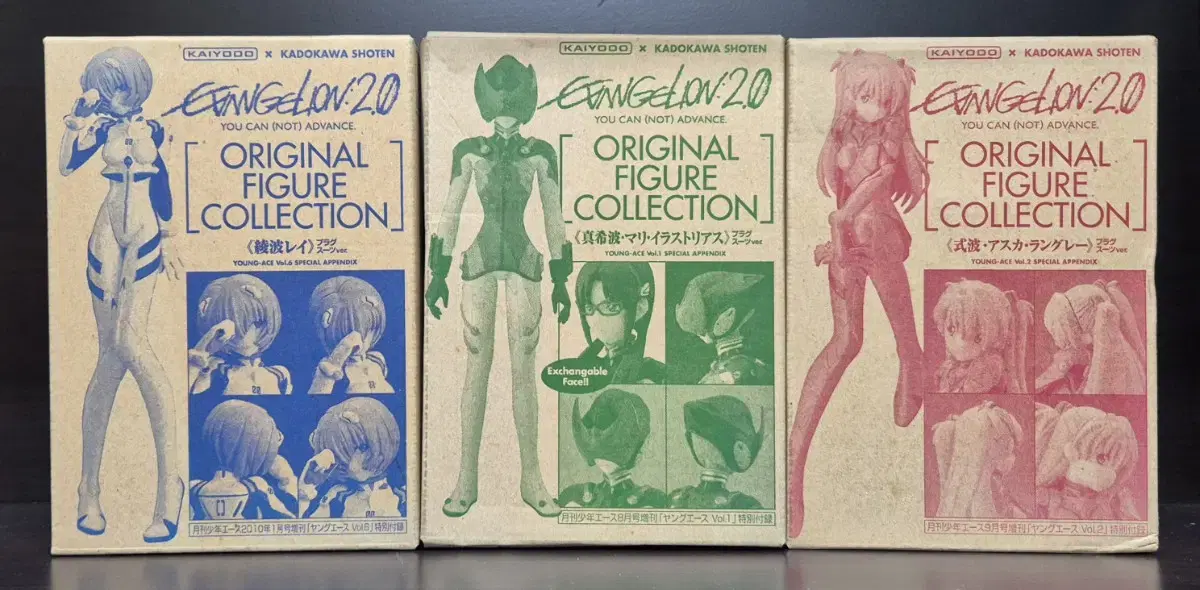 KAIYODO × KADOKAWA SHOTEN
EVANGELION:2.0
YOU CAN (NOT) ADVANCE.
ORIGINAL
FIGURE
COLLECTION
《綾波レイ》プラグスーツver.
YOUNG-ACE Vol.6 SPECIAL APPENDIX
月刊少年エース2010年1月号増刊「ヤングエース Vol.6」特別付録
KAIYODO × KADOKAWA SHOTEN
EVANGELION:2.0
YOU CAN (NOT) ADVANCE.
ORIGINAL
FIGURE
COLLECTION
《真希波・マリ・イラストリアス》プラグスーツver.
YOUNG-ACE Vol.1 SPECIAL APPENDIX
Exchangable
Face!!
月刊少年エース8月号増刊「ヤングエース Vol.1」特別付録
KAIYODO × KADOKAWA SHOTEN
EVANGELION:2.0
YOU CAN (NOT) ADVANCE.
ORIGINAL
FIGURE
COLLECTION
《式波・アスカ・ラングレー》プラグスーツver.
YOUNG-ACE Vol.2 SPECIAL APPENDIX
月刊少年エース9月号増刊「ヤングエース Vol.2」特別付録